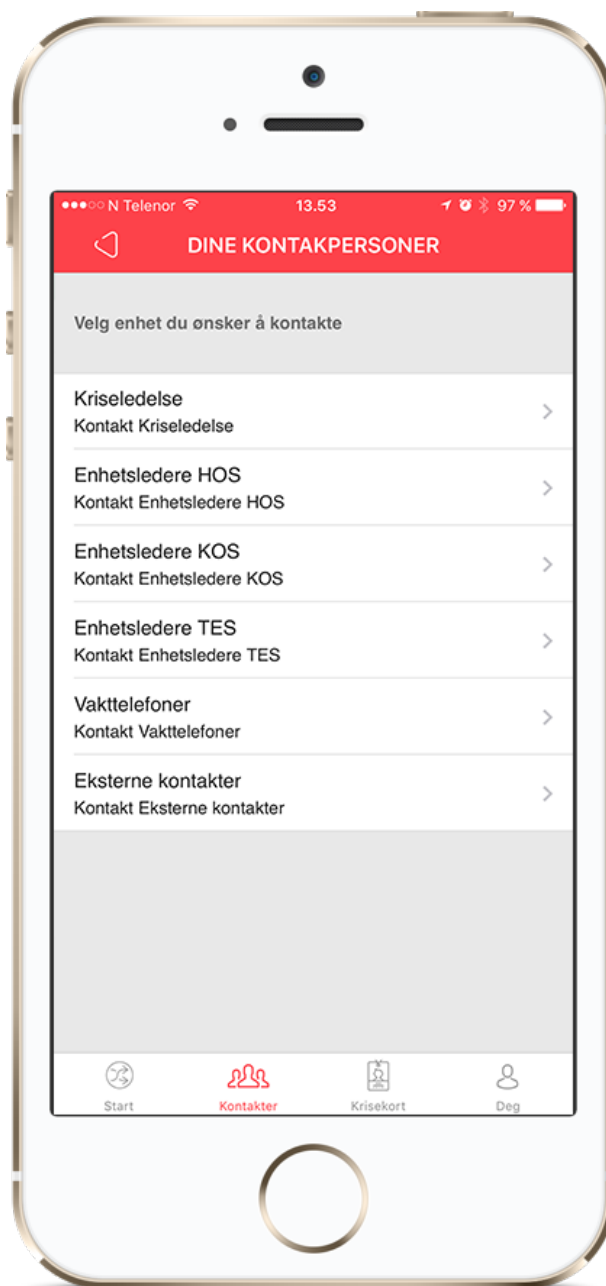 N Telenor 13.53 97 %
DINE KONTAKPERSONER
Velg enhet du ønsker å kontakte
Kriseledelse
Kontakt Kriseledelse
Enhetsledere HOS
Kontakt Enhetsledere HOS
Enhetsledere KOS
Kontakt Enhetsledere KOS
Enhetsledere TES
Kontakt Enhetsledere TES
Vakttelefoner
Kontakt Vakttelefoner
Eksterne kontakter
Kontakt Eksterne kontakter
Start Kontakter Krisekort Deg